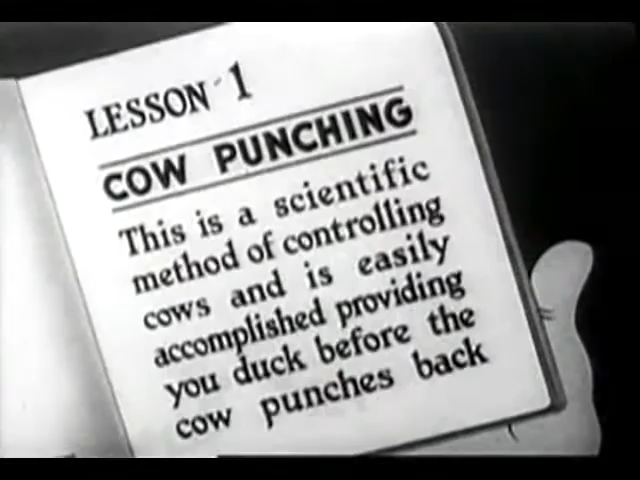 LESSON 1
COW PUNCHING
This is a scientific
method of controlling
cows and is easily
accomplished providing
you duck before the
cow punches back